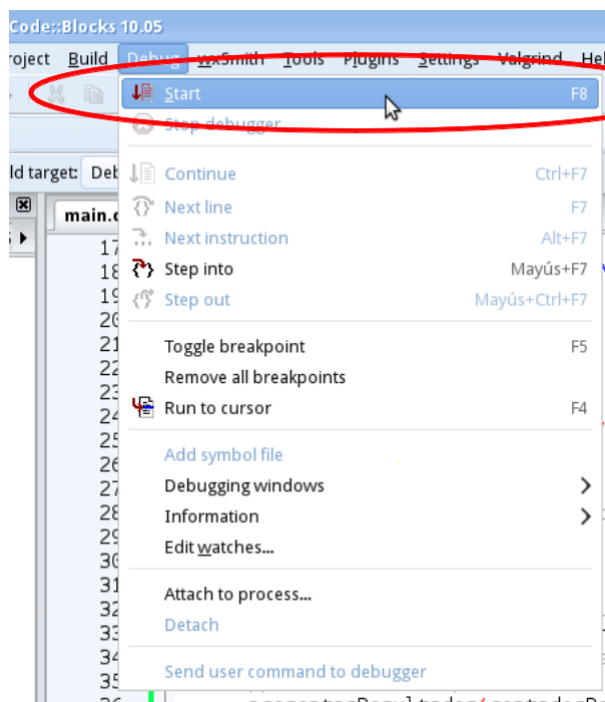 Code::Blocks 10.05
roject Build Debug wxSmith Tools Plugins Settings Valgrind Hel
Start F8
Stop debugger
ld target: Det
Continue Ctrl+F7
main.c
Next line F7
17
Next instruction Alt+F7
18
Step into Mayús+F7
19
Step out Mayús+Ctrl+F7
20
21
Toggle breakpoint F5
22
Remove all breakpoints
23
24
Run to cursor F4
25
26
Add symbol file
27
Debugging windows
28
Information
29
30
Edit watches...
31
Attach to process...
32
33
Detach
34
35
Send user command to debugger
36